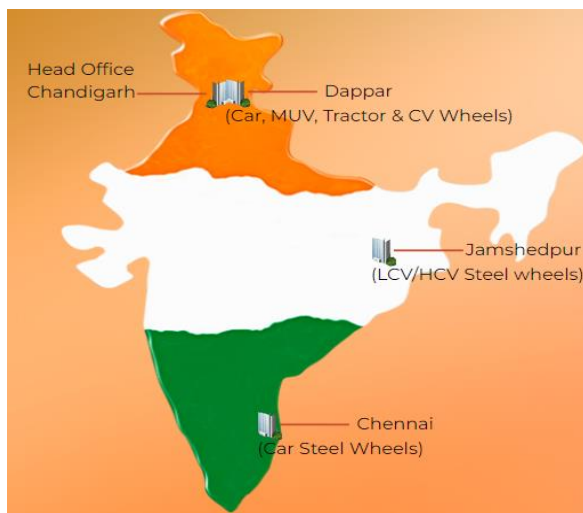 Head Office
Chandigarh
Dappar
(Car, MUV, Tractor & CV Wheels)
Jamshedpur
(LCV/HCV Steel wheels)
Chennai
(Car Steel Wheels)